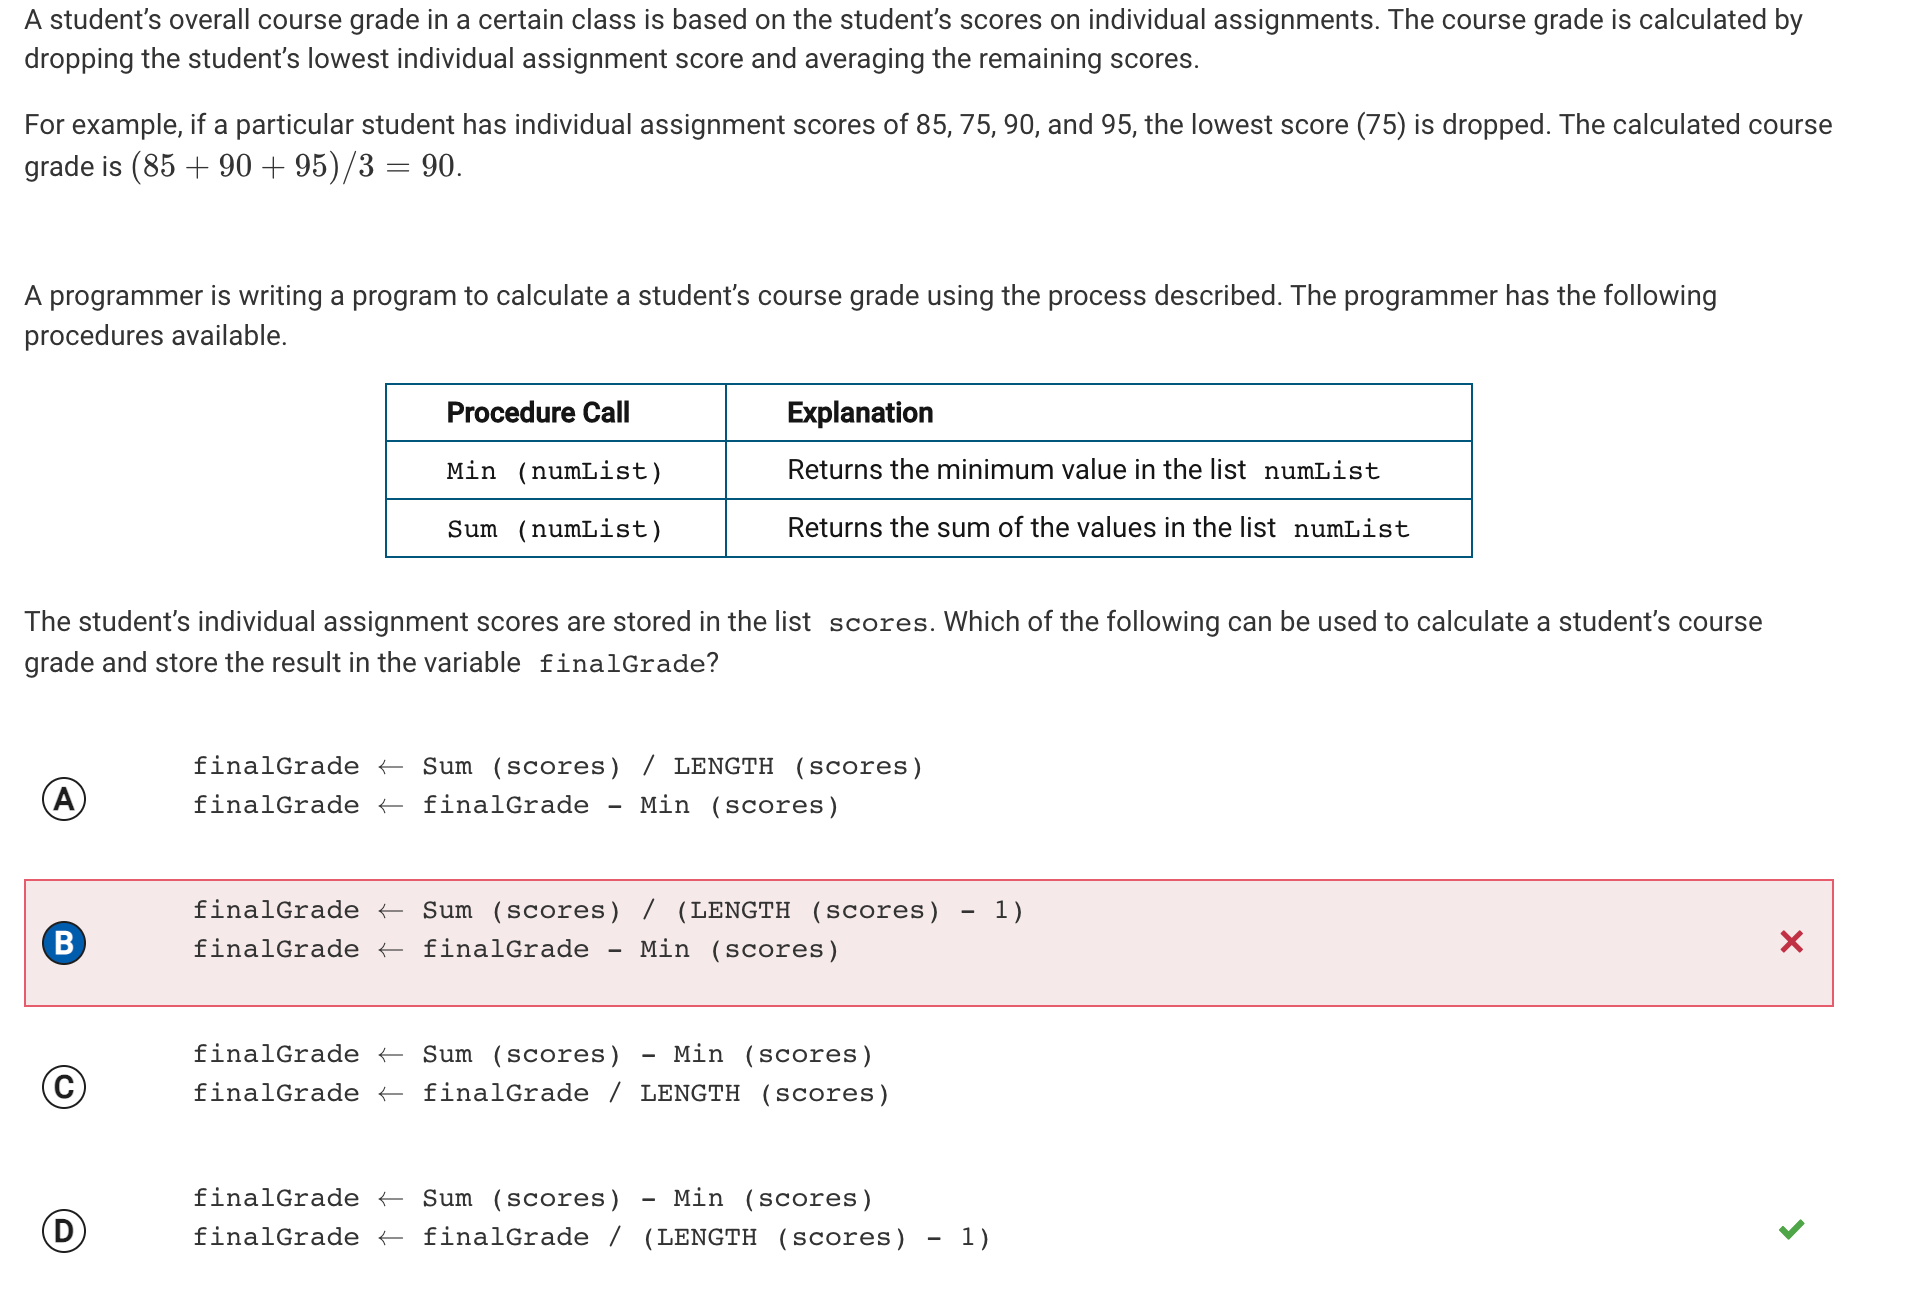 A student’s overall course grade in a certain class is based on the student’s scores on individual assignments. The course grade is calculated by
dropping the student’s lowest individual assignment score and averaging the remaining scores.
For example, if a particular student has individual assignment scores of 85, 75, 90, and 95, the lowest score (75) is dropped. The calculated course
grade is (85 + 90 + 95)/3 = 90.
A programmer is writing a program to calculate a student’s course grade using the process described. The programmer has the following
procedures available.
Procedure Call Explanation
Min (numList) Returns the minimum value in the list numList
Sum (numList) Returns the sum of the values in the list numList
The student’s individual assignment scores are stored in the list scores. Which of the following can be used to calculate a student’s course
grade and store the result in the variable finalGrade?
A
finalGrade ← Sum (scores) / LENGTH (scores)
finalGrade ← finalGrade - Min (scores)
B
finalGrade ← Sum (scores) / (LENGTH (scores) - 1)
finalGrade ← finalGrade - Min (scores)
C
finalGrade ← Sum (scores) - Min (scores)
finalGrade ← finalGrade / LENGTH (scores)
D
finalGrade ← Sum (scores) - Min (scores)
finalGrade ← finalGrade / (LENGTH (scores) - 1)